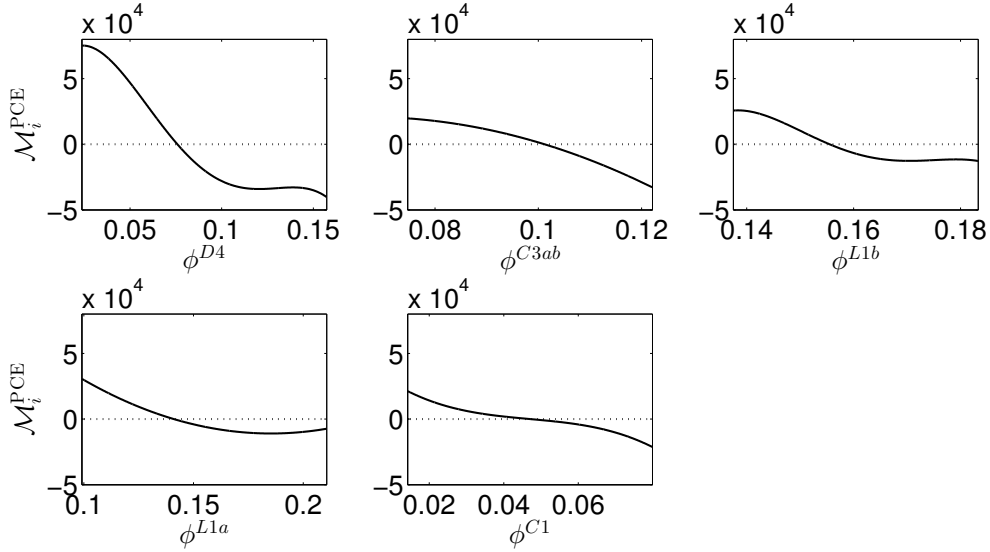 x 10^4 x 10^4 x 10^4
5 5 5
0 0 0
−5 −5 −5
0.05 0.1 0.15 0.08 0.1 0.12 0.14 0.16 0.18
M_i^PCE
ϕ^D4 ϕ^C3ab ϕ^L1b
x 10^4 x 10^4
5 5
0 0
−5 −5
0.1 0.15 0.2 0.02 0.04 0.06
M_i^PCE
ϕ^L1a ϕ^C1